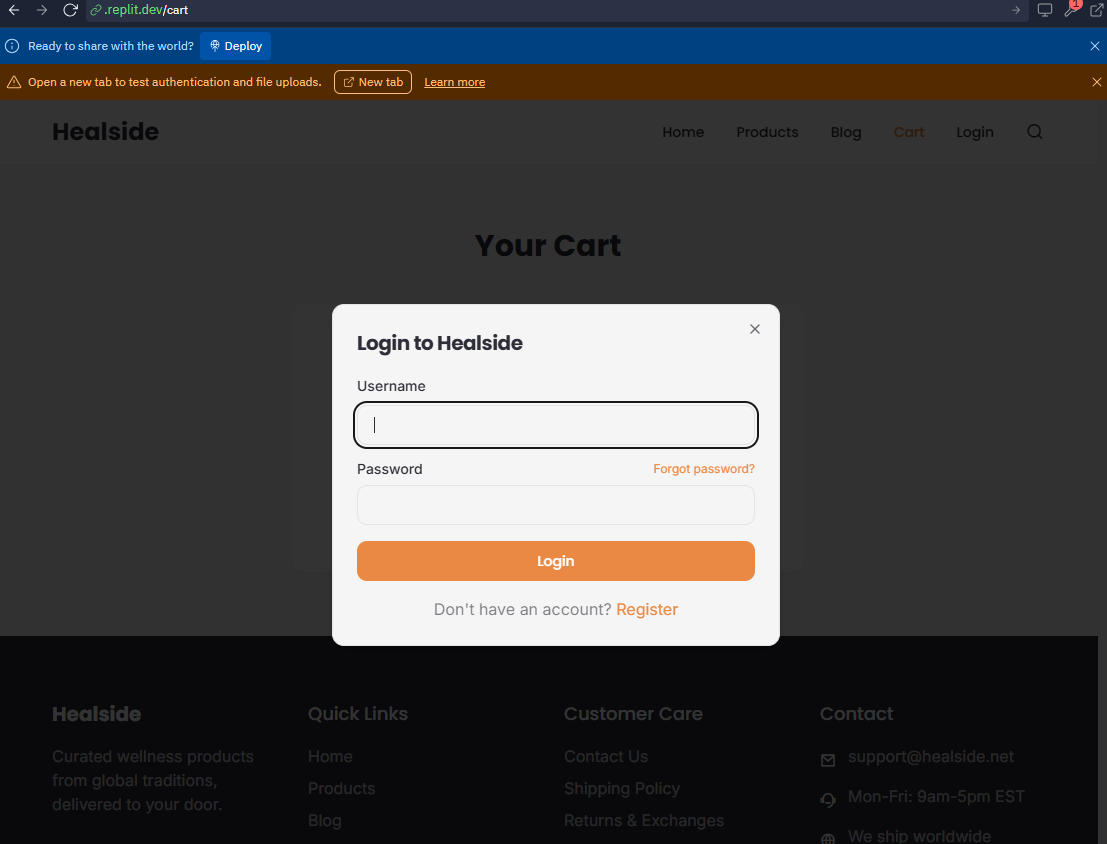 .replit.dev/cart
1
Ready to share with the world? Deploy
Open a new tab to test authentication and file uploads. New tab Learn more
Healside Home Products Blog Cart Login
Your Cart
Login to Healside
Username
Password Forgot password?
Login
Don't have an account? Register
Healside Quick Links Customer Care Contact
Curated wellness products Home Contact Us support@healside.net
from global traditions, Products Shipping Policy Mon-Fri: 9am-5pm EST
delivered to your door. Blog Returns & Exchanges We ship worldwide